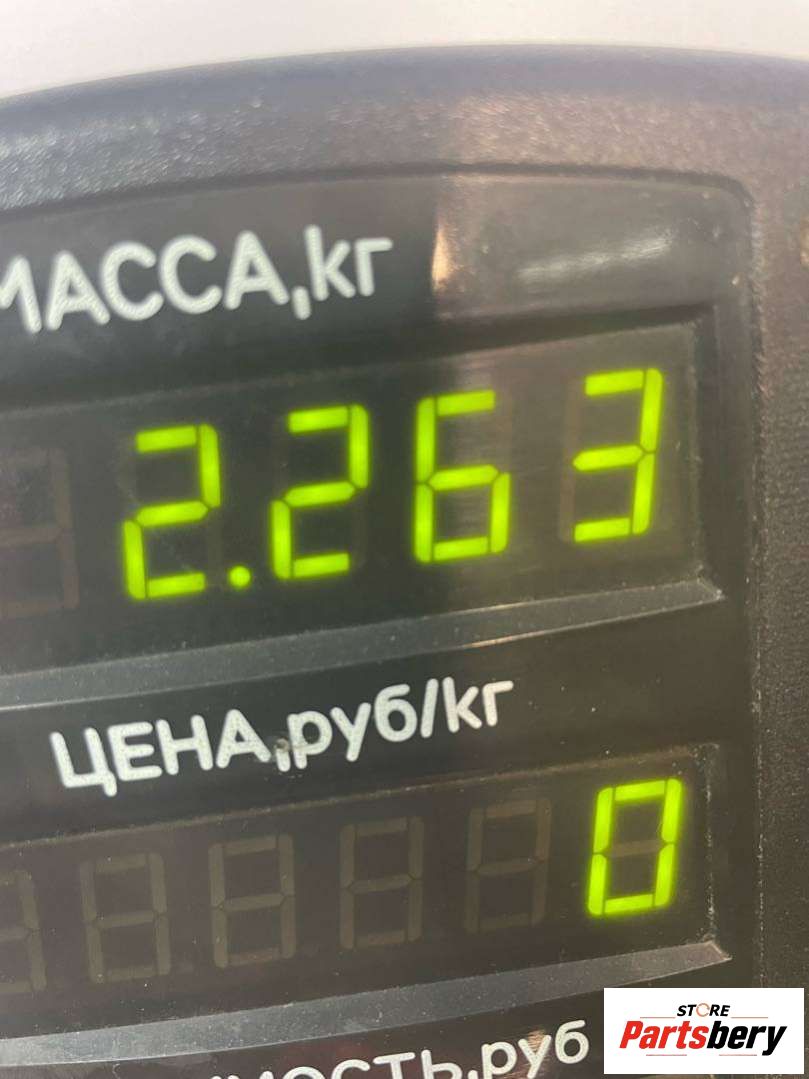 МАССА,кг
2.263
ЦЕНА,руб/кг
0
STORE
Partsbery